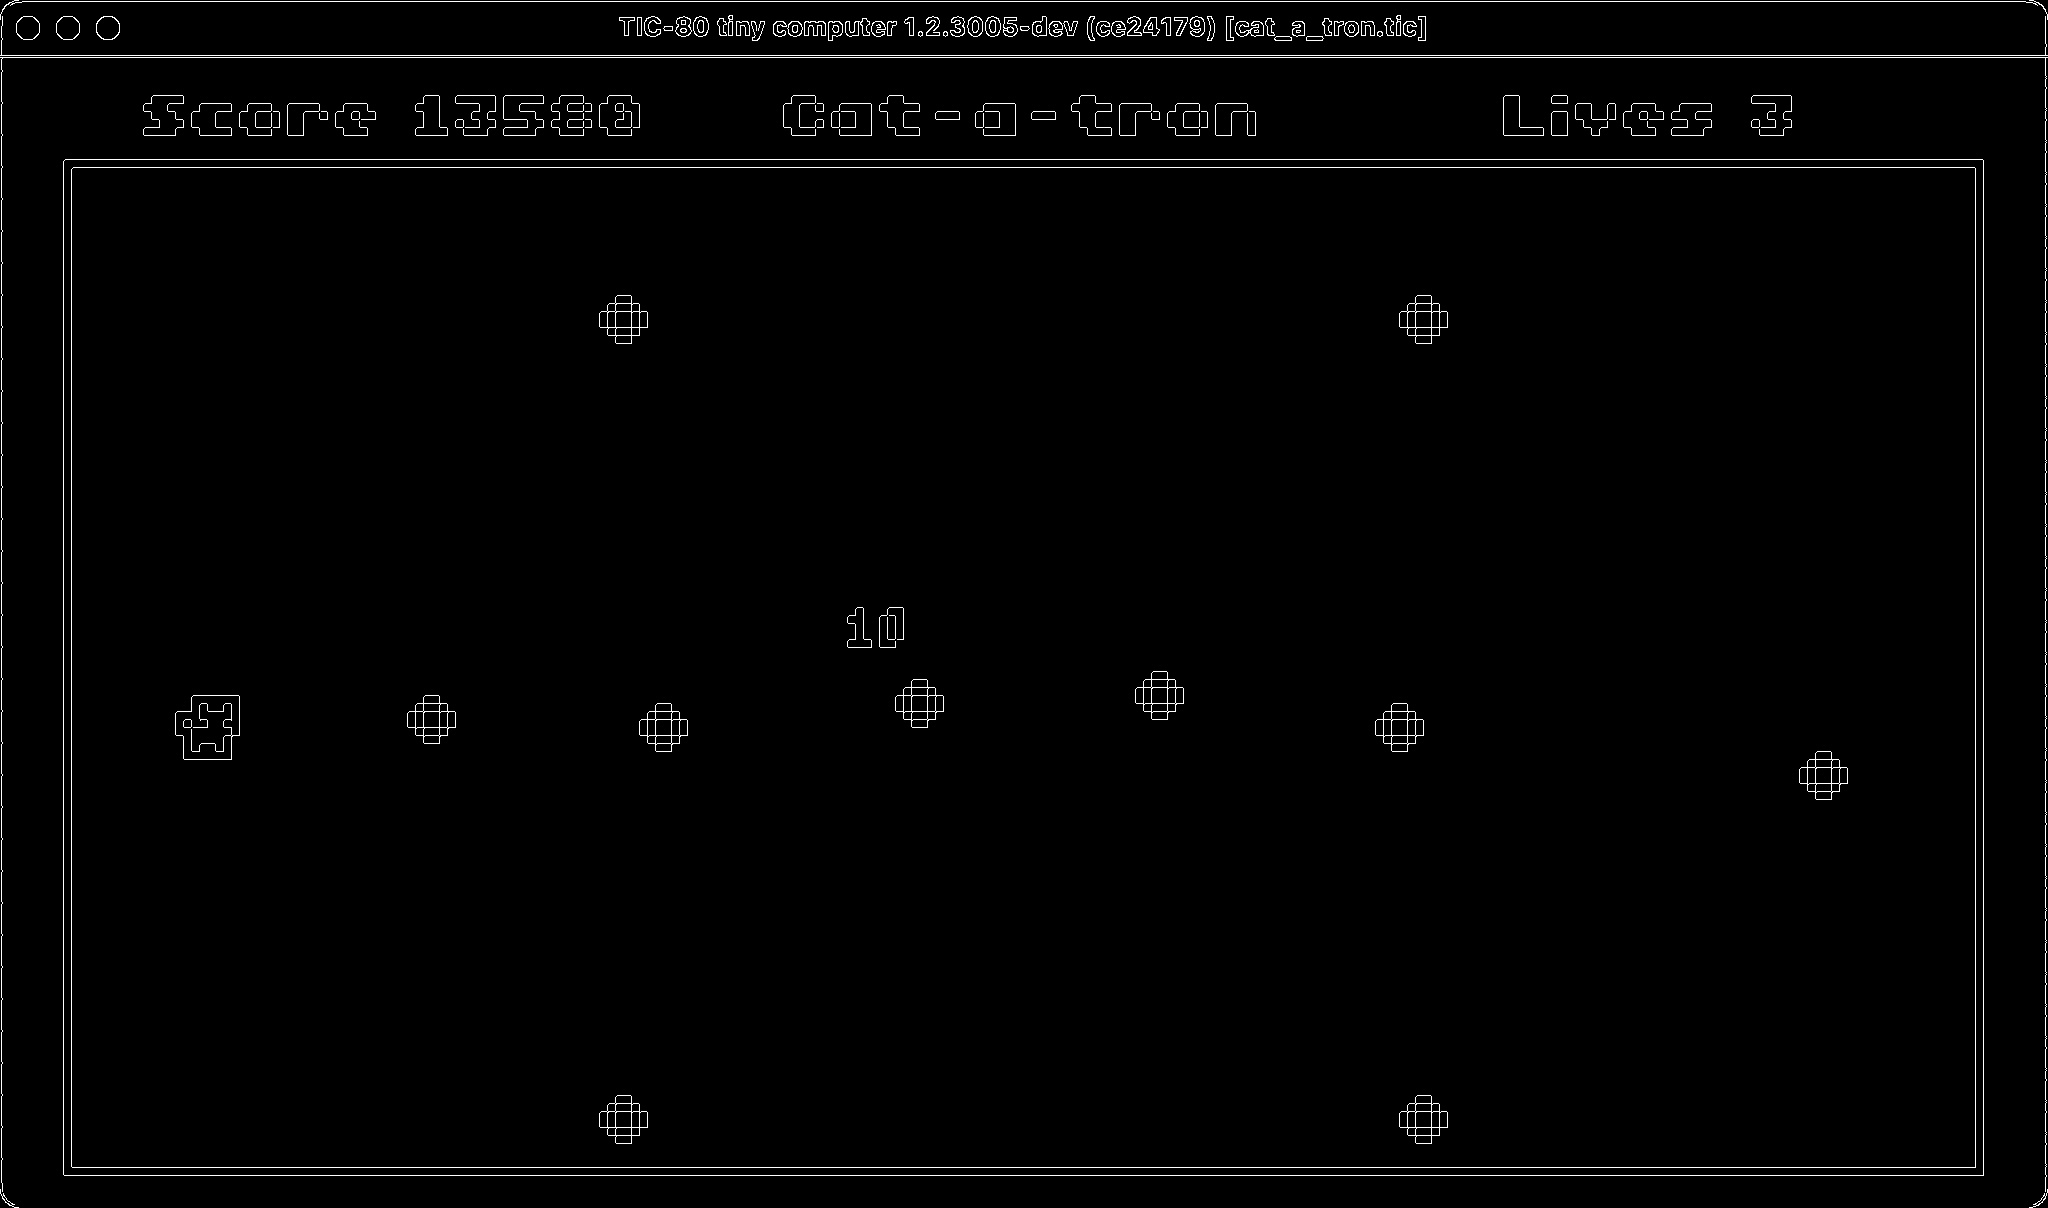 TIC-80 tiny computer 1.2.3005-dev (ce24179) [cat_a_tron.tic]
Score 13580 Cat-a-tron Lives 3
10